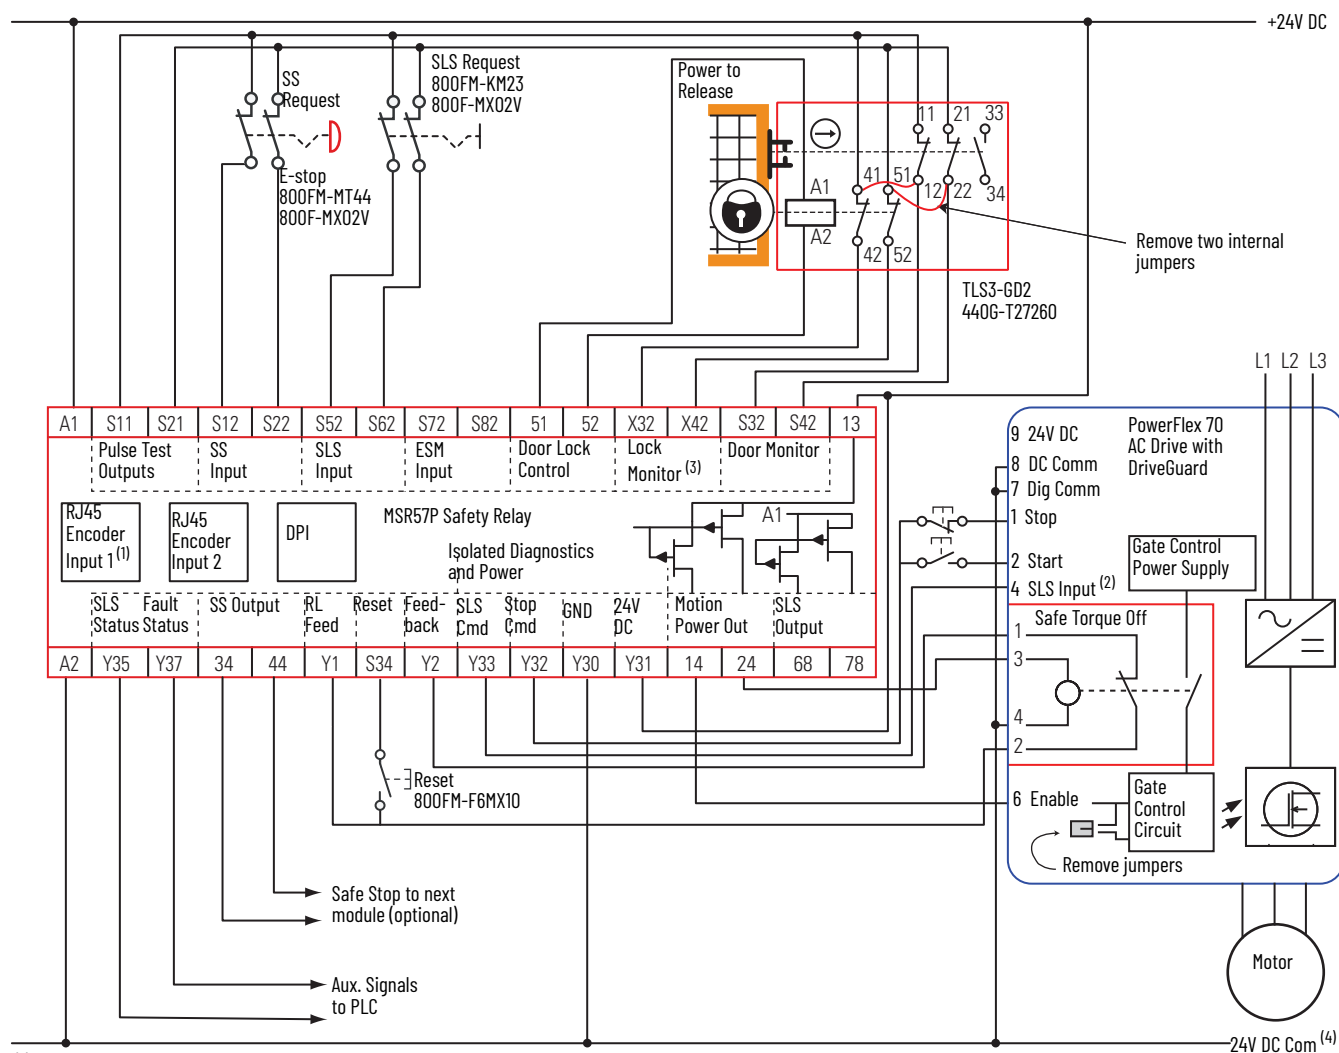 +24V DC
SLS Request
800FM-KM23
800F-MX02V
SS
Request
Power to
Release
11 21 33
41 51
12 22 34
A1
A2
42 52
E-stop
800FM-MT44
800F-MX02V
Remove two internal
jumpers
TLS3-GD2
440G-T27260
L1 L2 L3
A1 S11 S21 S12 S22 S52 S62 S72 S82 51 52 X32 X42 S32 S42 13
Pulse Test
Outputs
SS
Input
SLS
Input
ESM
Input
Door Lock
Control
Lock
Monitor (3)
Door Monitor
RJ45
Encoder
Input 1 (1)
RJ45
Encoder
Input 2
DPI
MSR57P Safety Relay
Isolated Diagnostics
and Power
A1
SLS
Status
Fault
Status
SS Output
RL
Feed
Reset
Feed-
back
SLS
Cmd
Stop
Cmd
GND
24V
DC
Motion
Power Out
SLS
Output
A2 Y35 Y37 34 44 Y1 S34 Y2 Y33 Y32 Y30 Y31 14 24 68 78
PowerFlex 70
AC Drive with
DriveGuard
9 24V DC
8 DC Comm
7 Dig Comm
1 Stop
2 Start
4 SLS Input (2)
Gate Control
Power Supply
Safe Torque Off
1
3
4
2
6 Enable
Gate
Control
Circuit
Remove jumpers
Reset
800FM-F6MX10
Safe Stop to next
module (optional)
Aux. Signals
to PLC
Motor
24V DC Com (4)